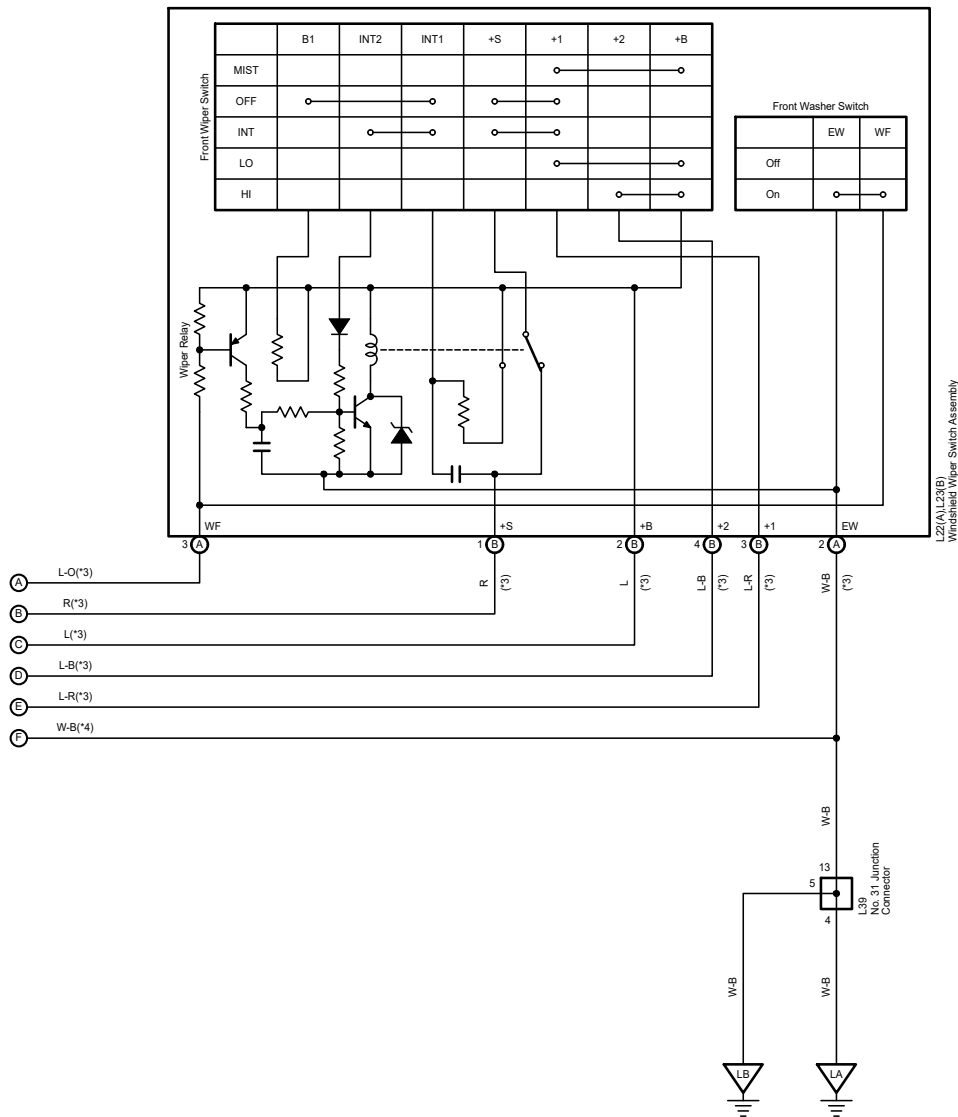 B1 INT2 INT1 +S +1 +2 +B
MIST
OFF
INT
LO
HI
Front Wiper Switch
Front Washer Switch
EW WF
Off
On
Wiper Relay
L22(A),L23(B)
Windshield Wiper Switch Assembly
WF +S +B +2 +1 EW
3 A 1 B 2 B 4 B 3 B 2 A
R (*3) L (*3) L-B (*3) L-R (*3) W-B (*3)
A L-O(*3)
B R(*3)
C L(*3)
D L-B(*3)
E L-R(*3)
F W-B(*4)
W-B
13
5
4
L39
No. 31 Junction
Connector
W-B W-B
LB LA